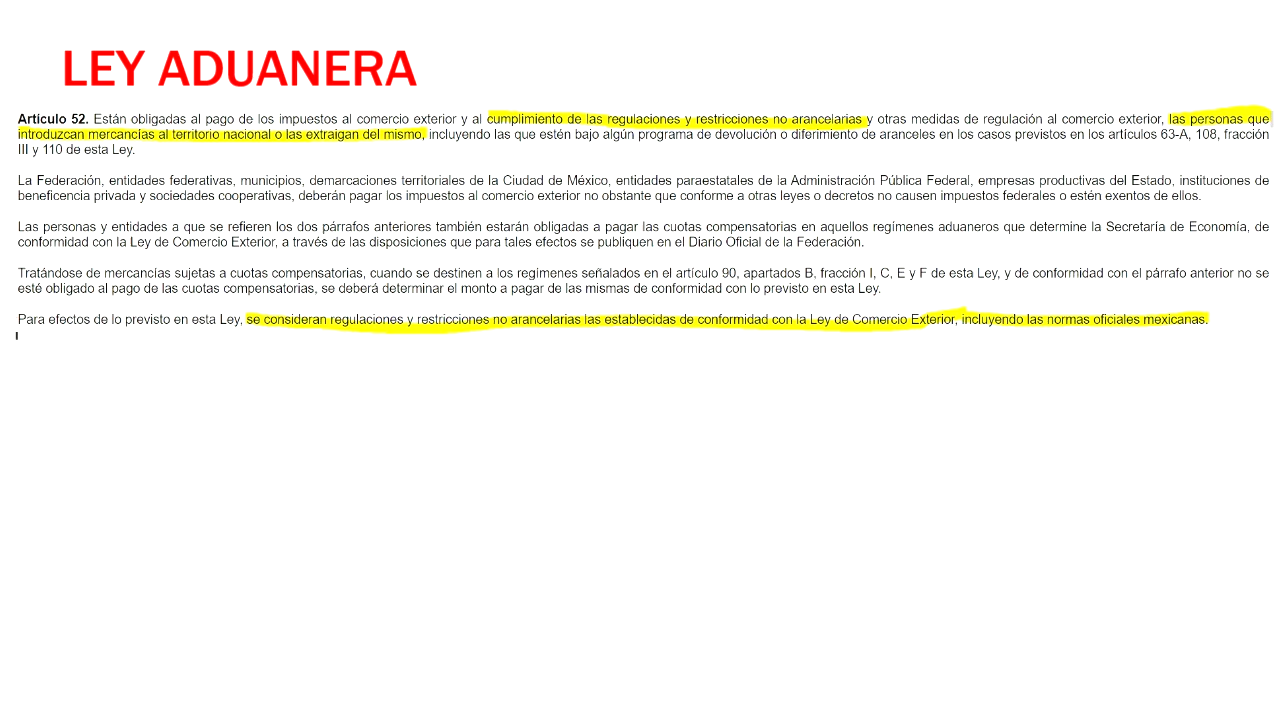 LEY ADUANERA
Artículo 52. Están obligadas al pago de los impuestos al comercio exterior y al cumplimiento de las regulaciones y restricciones no arancelarias y otras medidas de regulación al comercio exterior, las personas que
introduzcan mercancías al territorio nacional o las extraigan del mismo, incluyendo las que estén bajo algún programa de devolución o diferimiento de aranceles en los casos previstos en los artículos 63-A, 108, fracción
III y 110 de esta Ley.
La Federación, entidades federativas, municipios, demarcaciones territoriales de la Ciudad de México, entidades paraestatales de la Administración Pública Federal, empresas productivas del Estado, instituciones de
beneficencia privada y sociedades cooperativas, deberán pagar los impuestos al comercio exterior no obstante que conforme a otras leyes o decretos no causen impuestos federales o estén exentos de ellos.
Las personas y entidades a que se refieren los dos párrafos anteriores también estarán obligadas a pagar las cuotas compensatorias en aquellos regímenes aduaneros que determine la Secretaría de Economía, de
conformidad con la Ley de Comercio Exterior, a través de las disposiciones que para tales efectos se publiquen en el Diario Oficial de la Federación.
Tratándose de mercancías sujetas a cuotas compensatorias, cuando se destinen a los regímenes señalados en el artículo 90, apartados B, fracción I, C, E y F de esta Ley, y de conformidad con el párrafo anterior no se
esté obligado al pago de las cuotas compensatorias, se deberá determinar el monto a pagar de las mismas de conformidad con lo previsto en esta Ley.
Para efectos de lo previsto en esta Ley, se consideran regulaciones y restricciones no arancelarias las establecidas de conformidad con la Ley de Comercio Exterior, incluyendo las normas oficiales mexicanas.